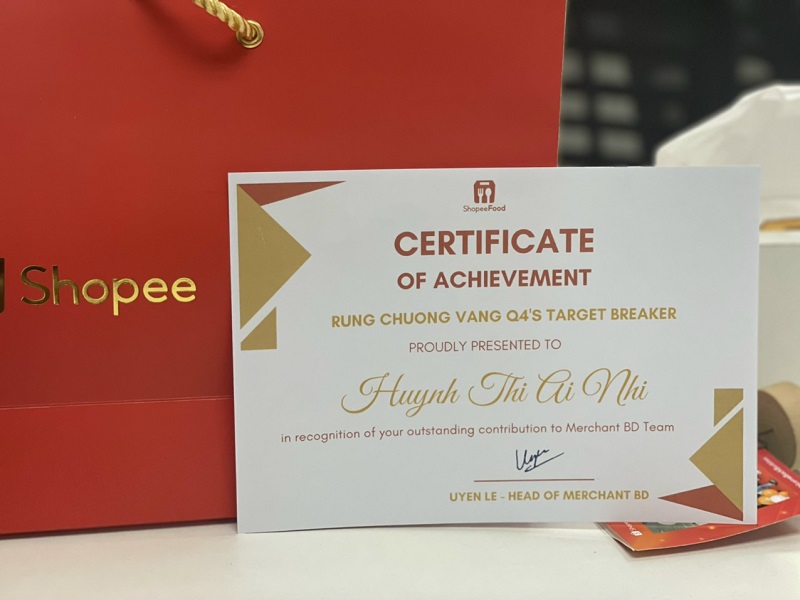 Shopee
ShopeeFood
CERTIFICATE
OF ACHIEVEMENT
RUNG CHUONG VANG Q4'S TARGET BREAKER
PROUDLY PRESENTED TO
Huynh Thi Ai Nhi
in recognition of your outstanding contribution to Merchant BD Team
Uyen
UYEN LE - HEAD OF MERCHANT BD